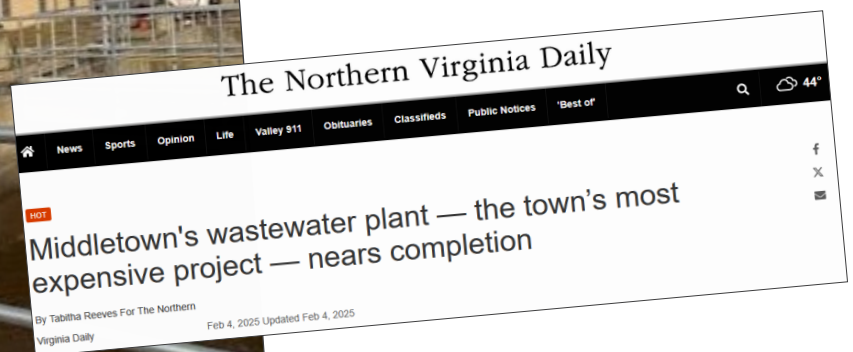 The Northern Virginia Daily
News Sports Opinion Life Valley 911 Obituaries Classifieds Public Notices 'Best of' 44°
HOT
Middletown's wastewater plant — the town's most
expensive project — nears completion
By Tabitha Reeves For The Northern
Virginia Daily
Feb 4, 2025 Updated Feb 4, 2025